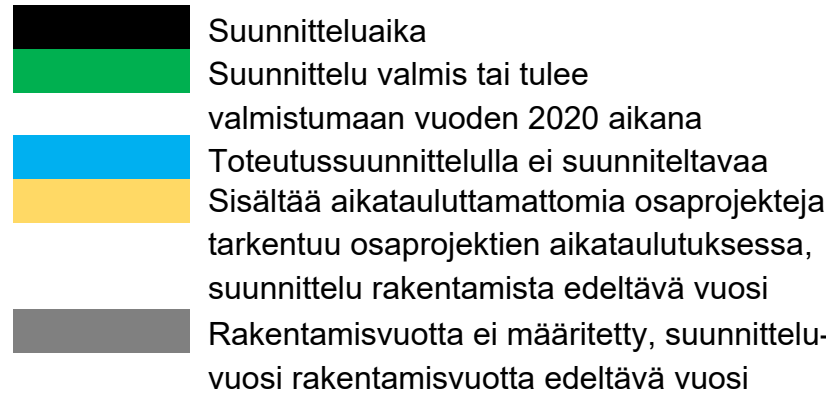 Suunnitteluaika
Suunnittelu valmis tai tulee
valmistumaan vuoden 2020 aikana
Toteutussuunnittelulla ei suunniteltavaa
Sisältää aikatauluttamattomia osaprojekteja
tarkentuu osaprojektien aikataulutuksessa,
suunnittelu rakentamista edeltävä vuosi
Rakentamisvuotta ei määritetty, suunnittelu-
vuosi rakentamisvuotta edeltävä vuosi